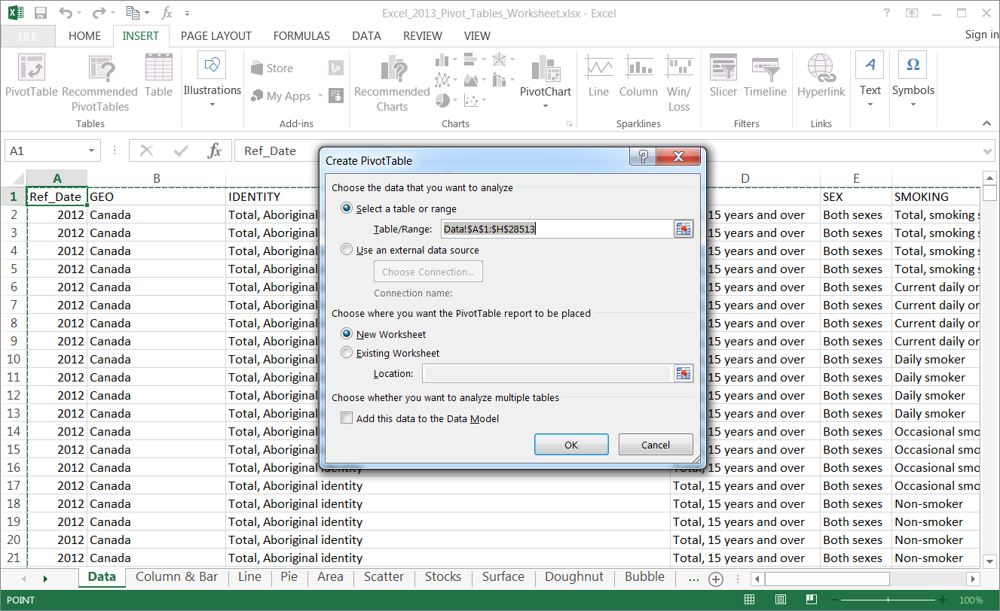 Excel_2013_Pivot_Tables_Worksheet.xlsx - Excel
FILE HOME INSERT PAGE LAYOUT FORMULAS DATA REVIEW VIEW Sign in
PivotTable Recommended PivotTables Table Illustrations Store My Apps Recommended Charts PivotChart Line Column Win/Loss Slicer Timeline Hyperlink Text Symbols
Tables Add-ins Charts Sparklines Filters Links
A1 fx Ref_Date
Create PivotTable
Choose the data that you want to analyze
Select a table or range
Table/Range: Data!$A$1:$H$28513
Use an external data source
Choose Connection...
Connection name:
Choose where you want the PivotTable report to be placed
New Worksheet
Existing Worksheet
Location:
Choose whether you want to analyze multiple tables
Add this data to the Data Model
OK Cancel
A B D E
1 Ref_Date GEO IDENTITY SEX SMOKING
2 2012 Canada Total, Aboriginal 15 years and over Both sexes Total, smoking s
3 2012 Canada Total, Aboriginal 15 years and over Both sexes Total, smoking s
4 2012 Canada Total, Aboriginal 15 years and over Both sexes Total, smoking s
5 2012 Canada Total, Aboriginal 15 years and over Both sexes Total, smoking s
6 2012 Canada Total, Aboriginal 15 years and over Both sexes Current daily or
7 2012 Canada Total, Aboriginal 15 years and over Both sexes Current daily or
8 2012 Canada Total, Aboriginal 15 years and over Both sexes Current daily or
9 2012 Canada Total, Aboriginal 15 years and over Both sexes Current daily or
10 2012 Canada Total, Aboriginal 15 years and over Both sexes Daily smoker
11 2012 Canada Total, Aboriginal 15 years and over Both sexes Daily smoker
12 2012 Canada Total, Aboriginal 15 years and over Both sexes Daily smoker
13 2012 Canada Total, Aboriginal 15 years and over Both sexes Daily smoker
14 2012 Canada Total, Aboriginal 15 years and over Both sexes Occasional smo
15 2012 Canada Total, Aboriginal 15 years and over Both sexes Occasional smo
16 2012 Canada Total, Aboriginal identity Total, 15 years and over Both sexes Occasional smo
17 2012 Canada Total, Aboriginal identity Total, 15 years and over Both sexes Occasional smo
18 2012 Canada Total, Aboriginal identity Total, 15 years and over Both sexes Non-smoker
19 2012 Canada Total, Aboriginal identity Total, 15 years and over Both sexes Non-smoker
20 2012 Canada Total, Aboriginal identity Total, 15 years and over Both sexes Non-smoker
21 2012 Canada Total, Aboriginal identity Total, 15 years and over Both sexes Non-smoker
Data Column & Bar Line Pie Area Scatter Stocks Surface Doughnut Bubble ...
POINT 100%